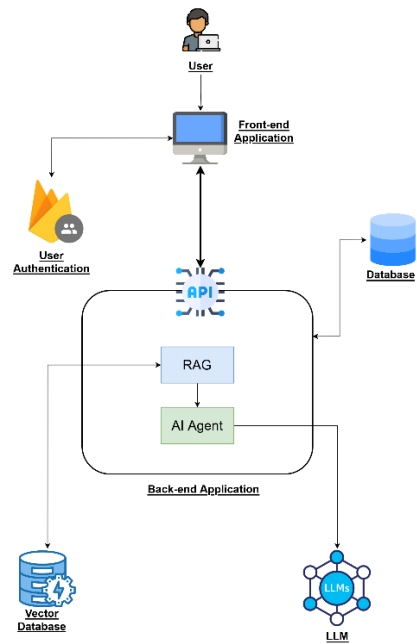 User
Front-end
Application
User
Authentication
Database
API
RAG
AI Agent
Back-end Application
Vector
Database
LLMs
LLM